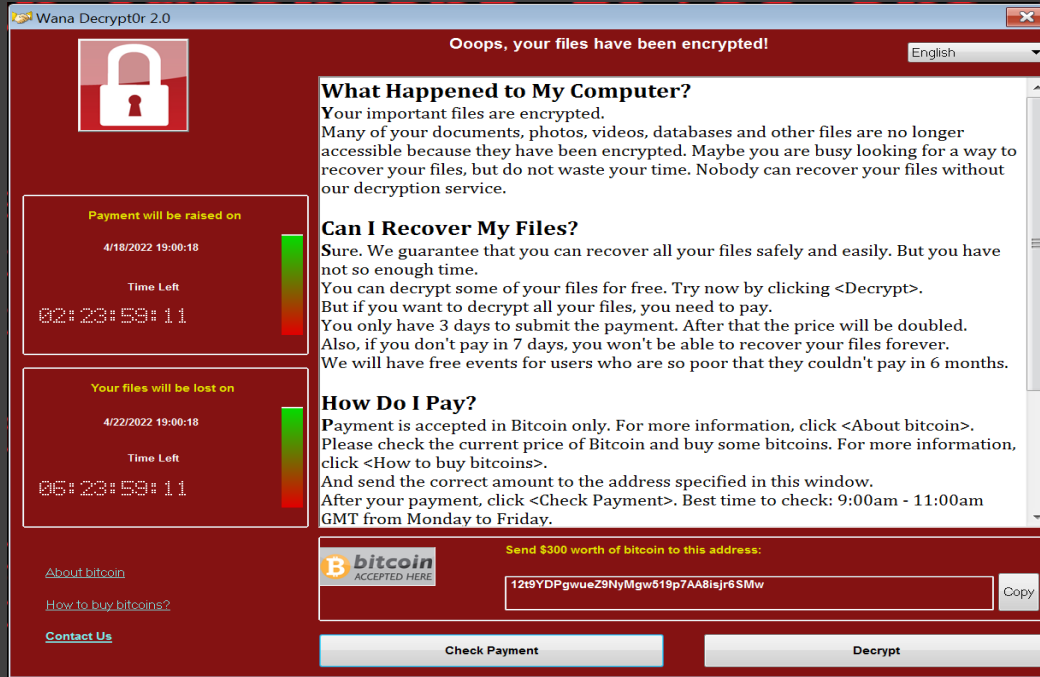 Wana Decrypt0r 2.0
Ooops, your files have been encrypted!
English
What Happened to My Computer?
Your important files are encrypted.
Many of your documents, photos, videos, databases and other files are no longer
accessible because they have been encrypted. Maybe you are busy looking for a way to
recover your files, but do not waste your time. Nobody can recover your files without
our decryption service.
Can I Recover My Files?
Sure. We guarantee that you can recover all your files safely and easily. But you have
not so enough time.
You can decrypt some of your files for free. Try now by clicking <Decrypt>.
But if you want to decrypt all your files, you need to pay.
You only have 3 days to submit the payment. After that the price will be doubled.
Also, if you don't pay in 7 days, you won't be able to recover your files forever.
We will have free events for users who are so poor that they couldn't pay in 6 months.
How Do I Pay?
Payment is accepted in Bitcoin only. For more information, click <About bitcoin>.
Please check the current price of Bitcoin and buy some bitcoins. For more information,
click <How to buy bitcoins>.
And send the correct amount to the address specified in this window.
After your payment, click <Check Payment>. Best time to check: 9:00am - 11:00am
GMT from Monday to Friday.
Payment will be raised on
4/18/2022 19:00:18
Time Left
02:23:59:11
Your files will be lost on
4/22/2022 19:00:18
Time Left
06:23:59:11
About bitcoin
How to buy bitcoins?
Contact Us
bitcoin
ACCEPTED HERE
Send $300 worth of bitcoin to this address:
12t9YDPgwueZ9NyMgw519p7AA8isjr6SMw
Copy
Check Payment
Decrypt